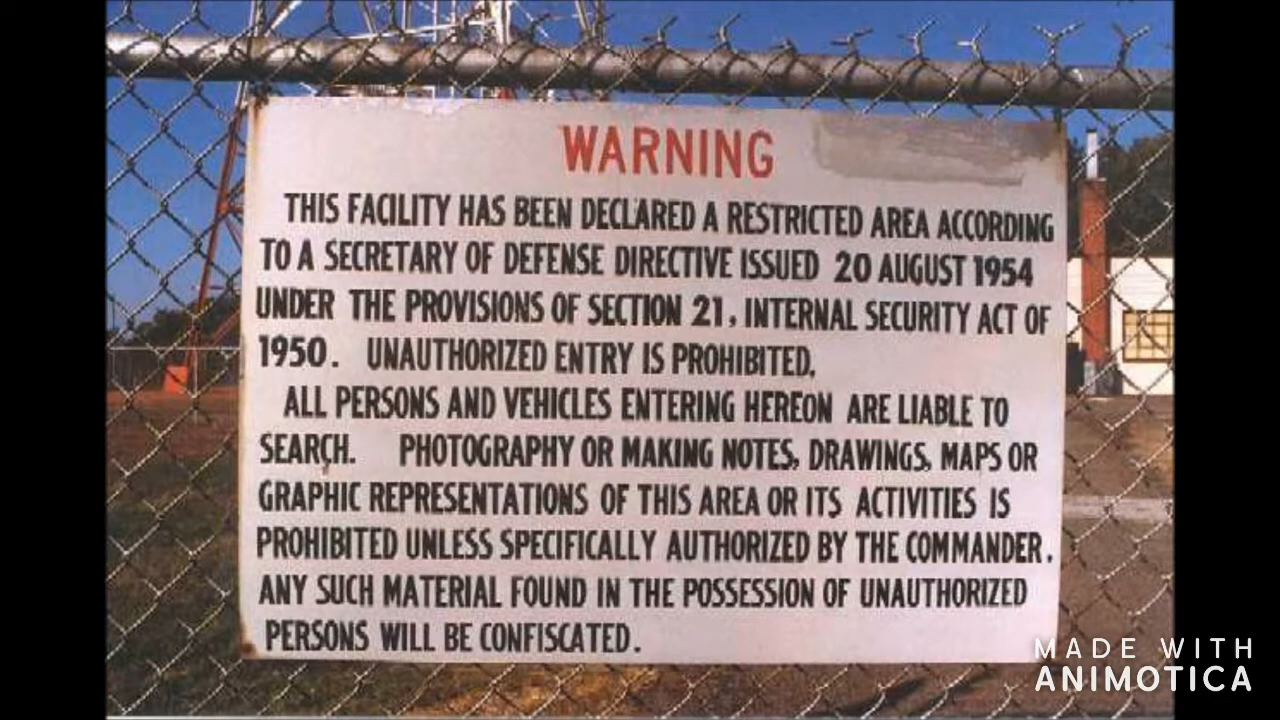 WARNING
THIS FACILITY HAS BEEN DECLARED A RESTRICTED AREA ACCORDING
TO A SECRETARY OF DEFENSE DIRECTIVE ISSUED 20 AUGUST 1954
UNDER THE PROVISIONS OF SECTION 21, INTERNAL SECURITY ACT OF
1950. UNAUTHORIZED ENTRY IS PROHIBITED.
ALL PERSONS AND VEHICLES ENTERING HEREON ARE LIABLE TO
SEARCH. PHOTOGRAPHY OR MAKING NOTES, DRAWINGS, MAPS OR
GRAPHIC REPRESENTATIONS OF THIS AREA OR ITS ACTIVITIES IS
PROHIBITED UNLESS SPECIFICALLY AUTHORIZED BY THE COMMANDER.
ANY SUCH MATERIAL FOUND IN THE POSSESSION OF UNAUTHORIZED
PERSONS WILL BE CONFISCATED.
MADE WITH
ANIMOTICA